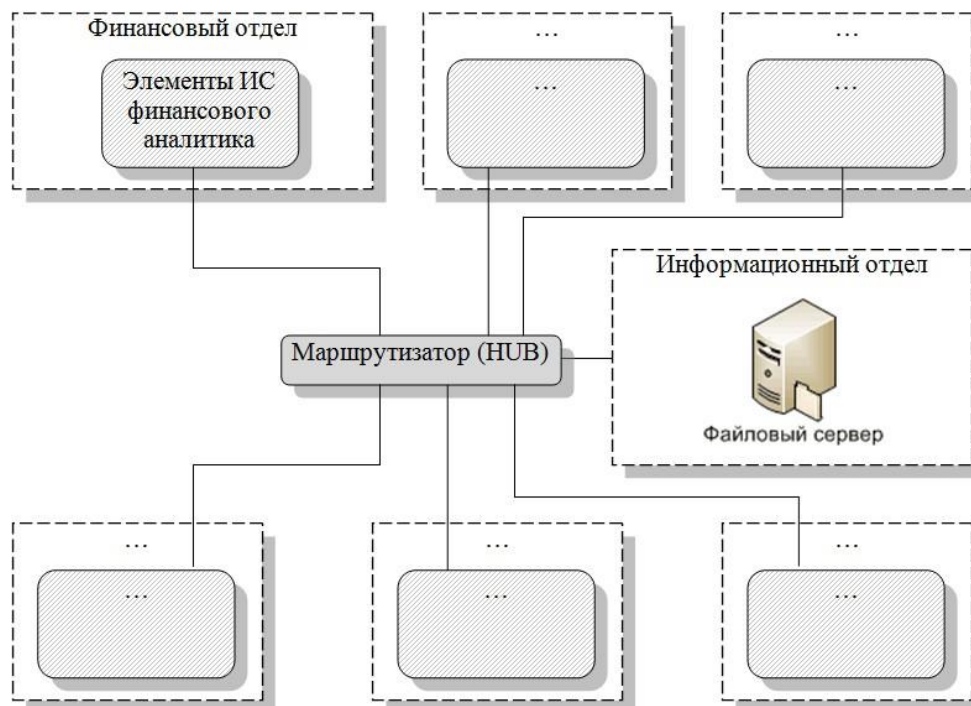 Финансовый отдел
Элементы ИС
финансового
аналитика
...
...
...
...
Информационный отдел
Файловый сервер
Маршрутизатор (HUB)
...
...
...
...
...
...